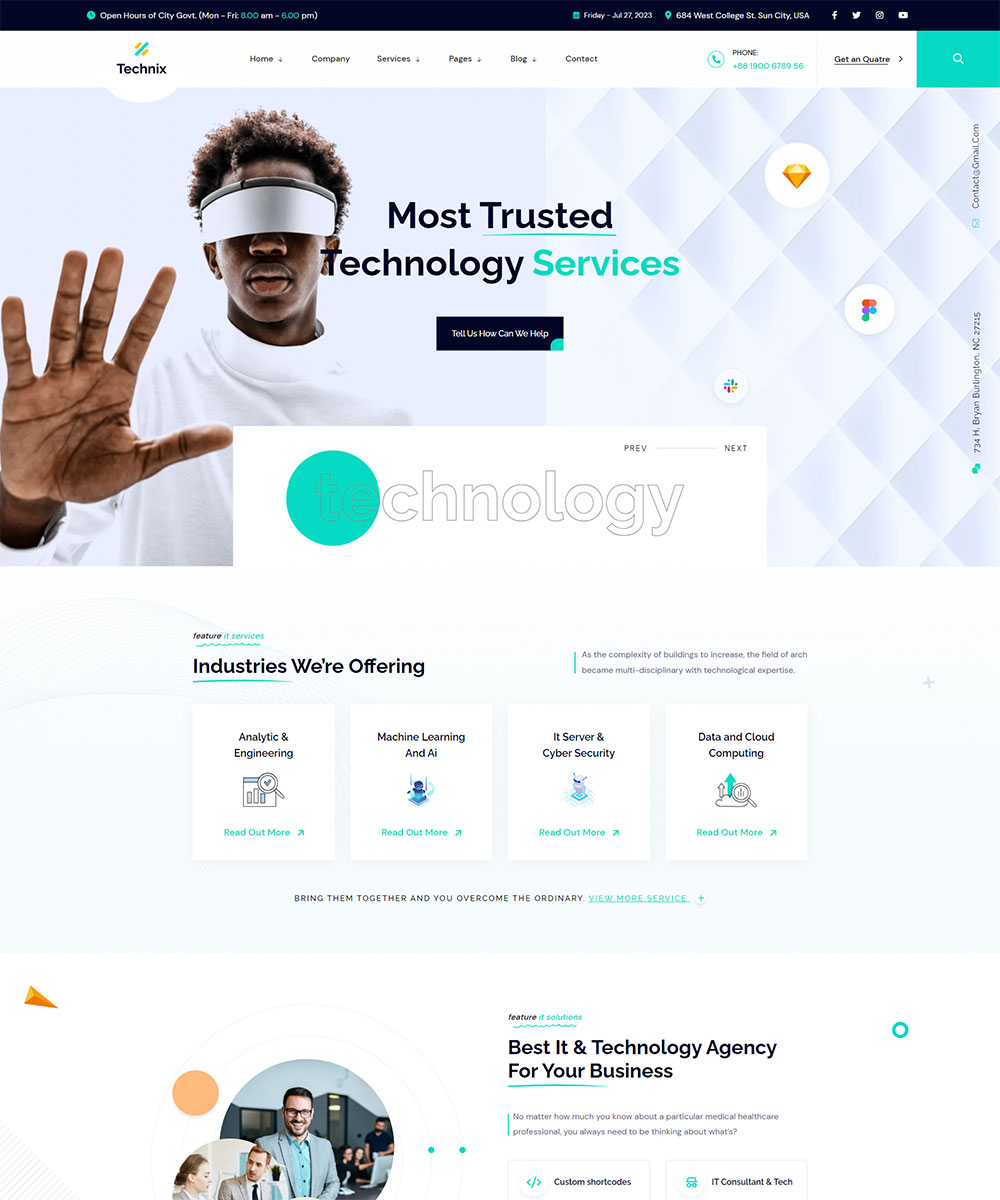 Open Hours of City Govt. (Mon - Fri: 8.00 am - 6.00 pm)
Friday - Jul 27, 2023
684 West College St. Sun City, USA
Technix
Home
Company
Services
Pages
Blog
Contact
PHONE:
+88 1900 6789 56
Get an Quatre
Contact@Gmail.Com
Most Trusted
Technology Services
Tell Us How Can We Help
734 H. Bryan Burlington, NC 27215
PREV
NEXT
technology
feature it services
Industries We're Offering
As the complexity of buildings to increase, the field of arch
became multi-disciplinary with technological expertise.
Analytic &
Engineering
Read Out More
Machine Learning
And Ai
Read Out More
It Server &
Cyber Security
Read Out More
Data and Cloud
Computing
Read Out More
BRING THEM TOGETHER AND YOU OVERCOME THE ORDINARY. VIEW MORE SERVICE
feature it solutions
Best It & Technology Agency
For Your Business
No matter how much you know about a particular medical healthcare
professional, you always need to be thinking about what's?
Custom shortcodes
IT Consultant & Tech